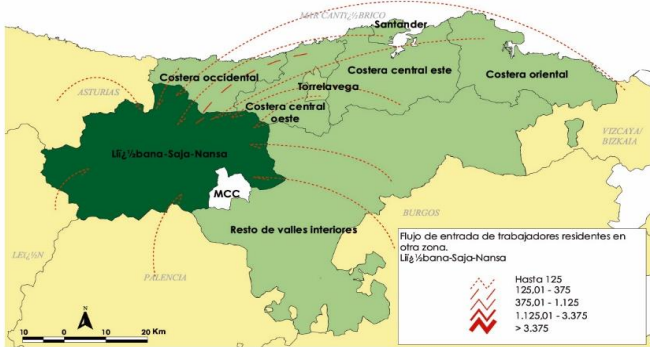 MAR CANTï¿½BRICO
Santander
Costera occidental
Costera central este
Costera oriental
ASTURIAS
Torrelavega
Costera central
oeste
VIZCAYA/
BIZKAIA
Lï¿½bana-Saja-Nansa
MCC
BURGOS
Resto de valles interiores
LEï¿½N
PALENCIA
Flujo de entrada de trabajadores residentes en
otra zona.
Lï¿½bana-Saja-Nansa
Hasta 125
125,01 - 375
375,01 - 1.125
1.125,01 - 3.375
> 3.375
N
10 0 10 20 Km